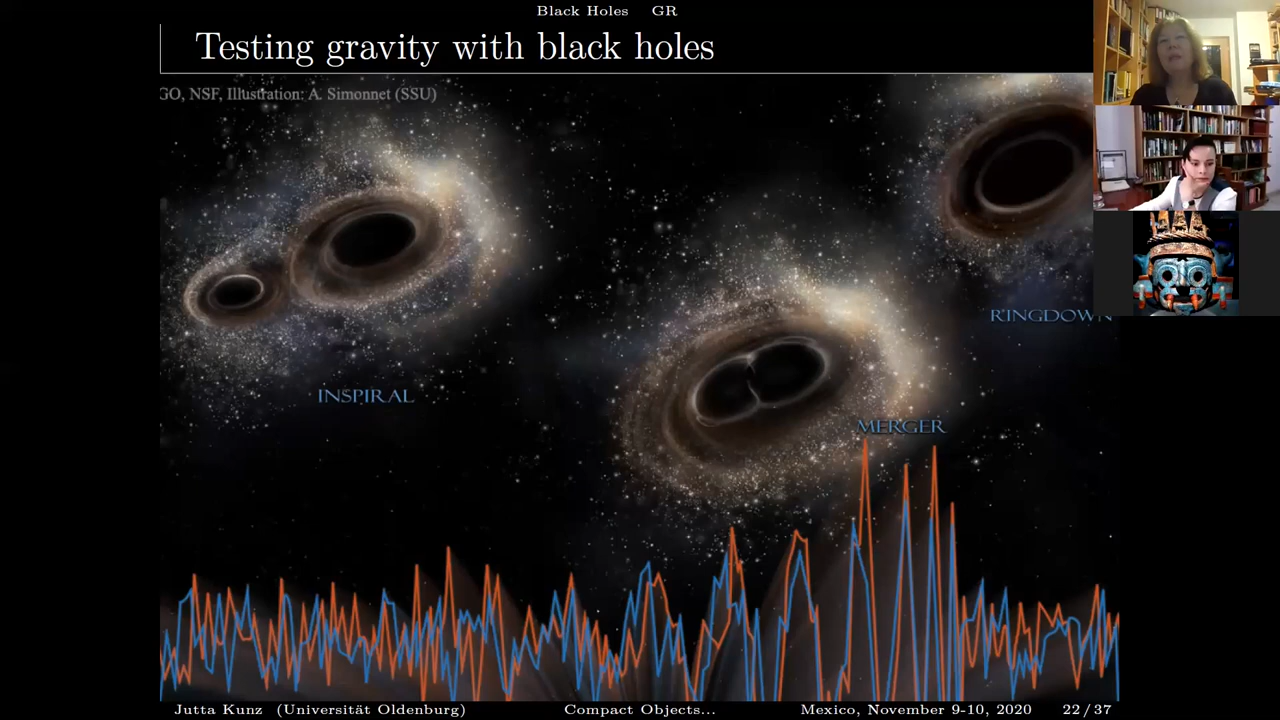 Black Holes GR
Testing gravity with black holes
GO, NSF, Illustration: A. Simonnet (SSU)
INSPIRAL
MERGER
RINGDOWN
Jutta Kunz (Universität Oldenburg) Compact Objects... Mexico, November 9-10, 2020 22/37